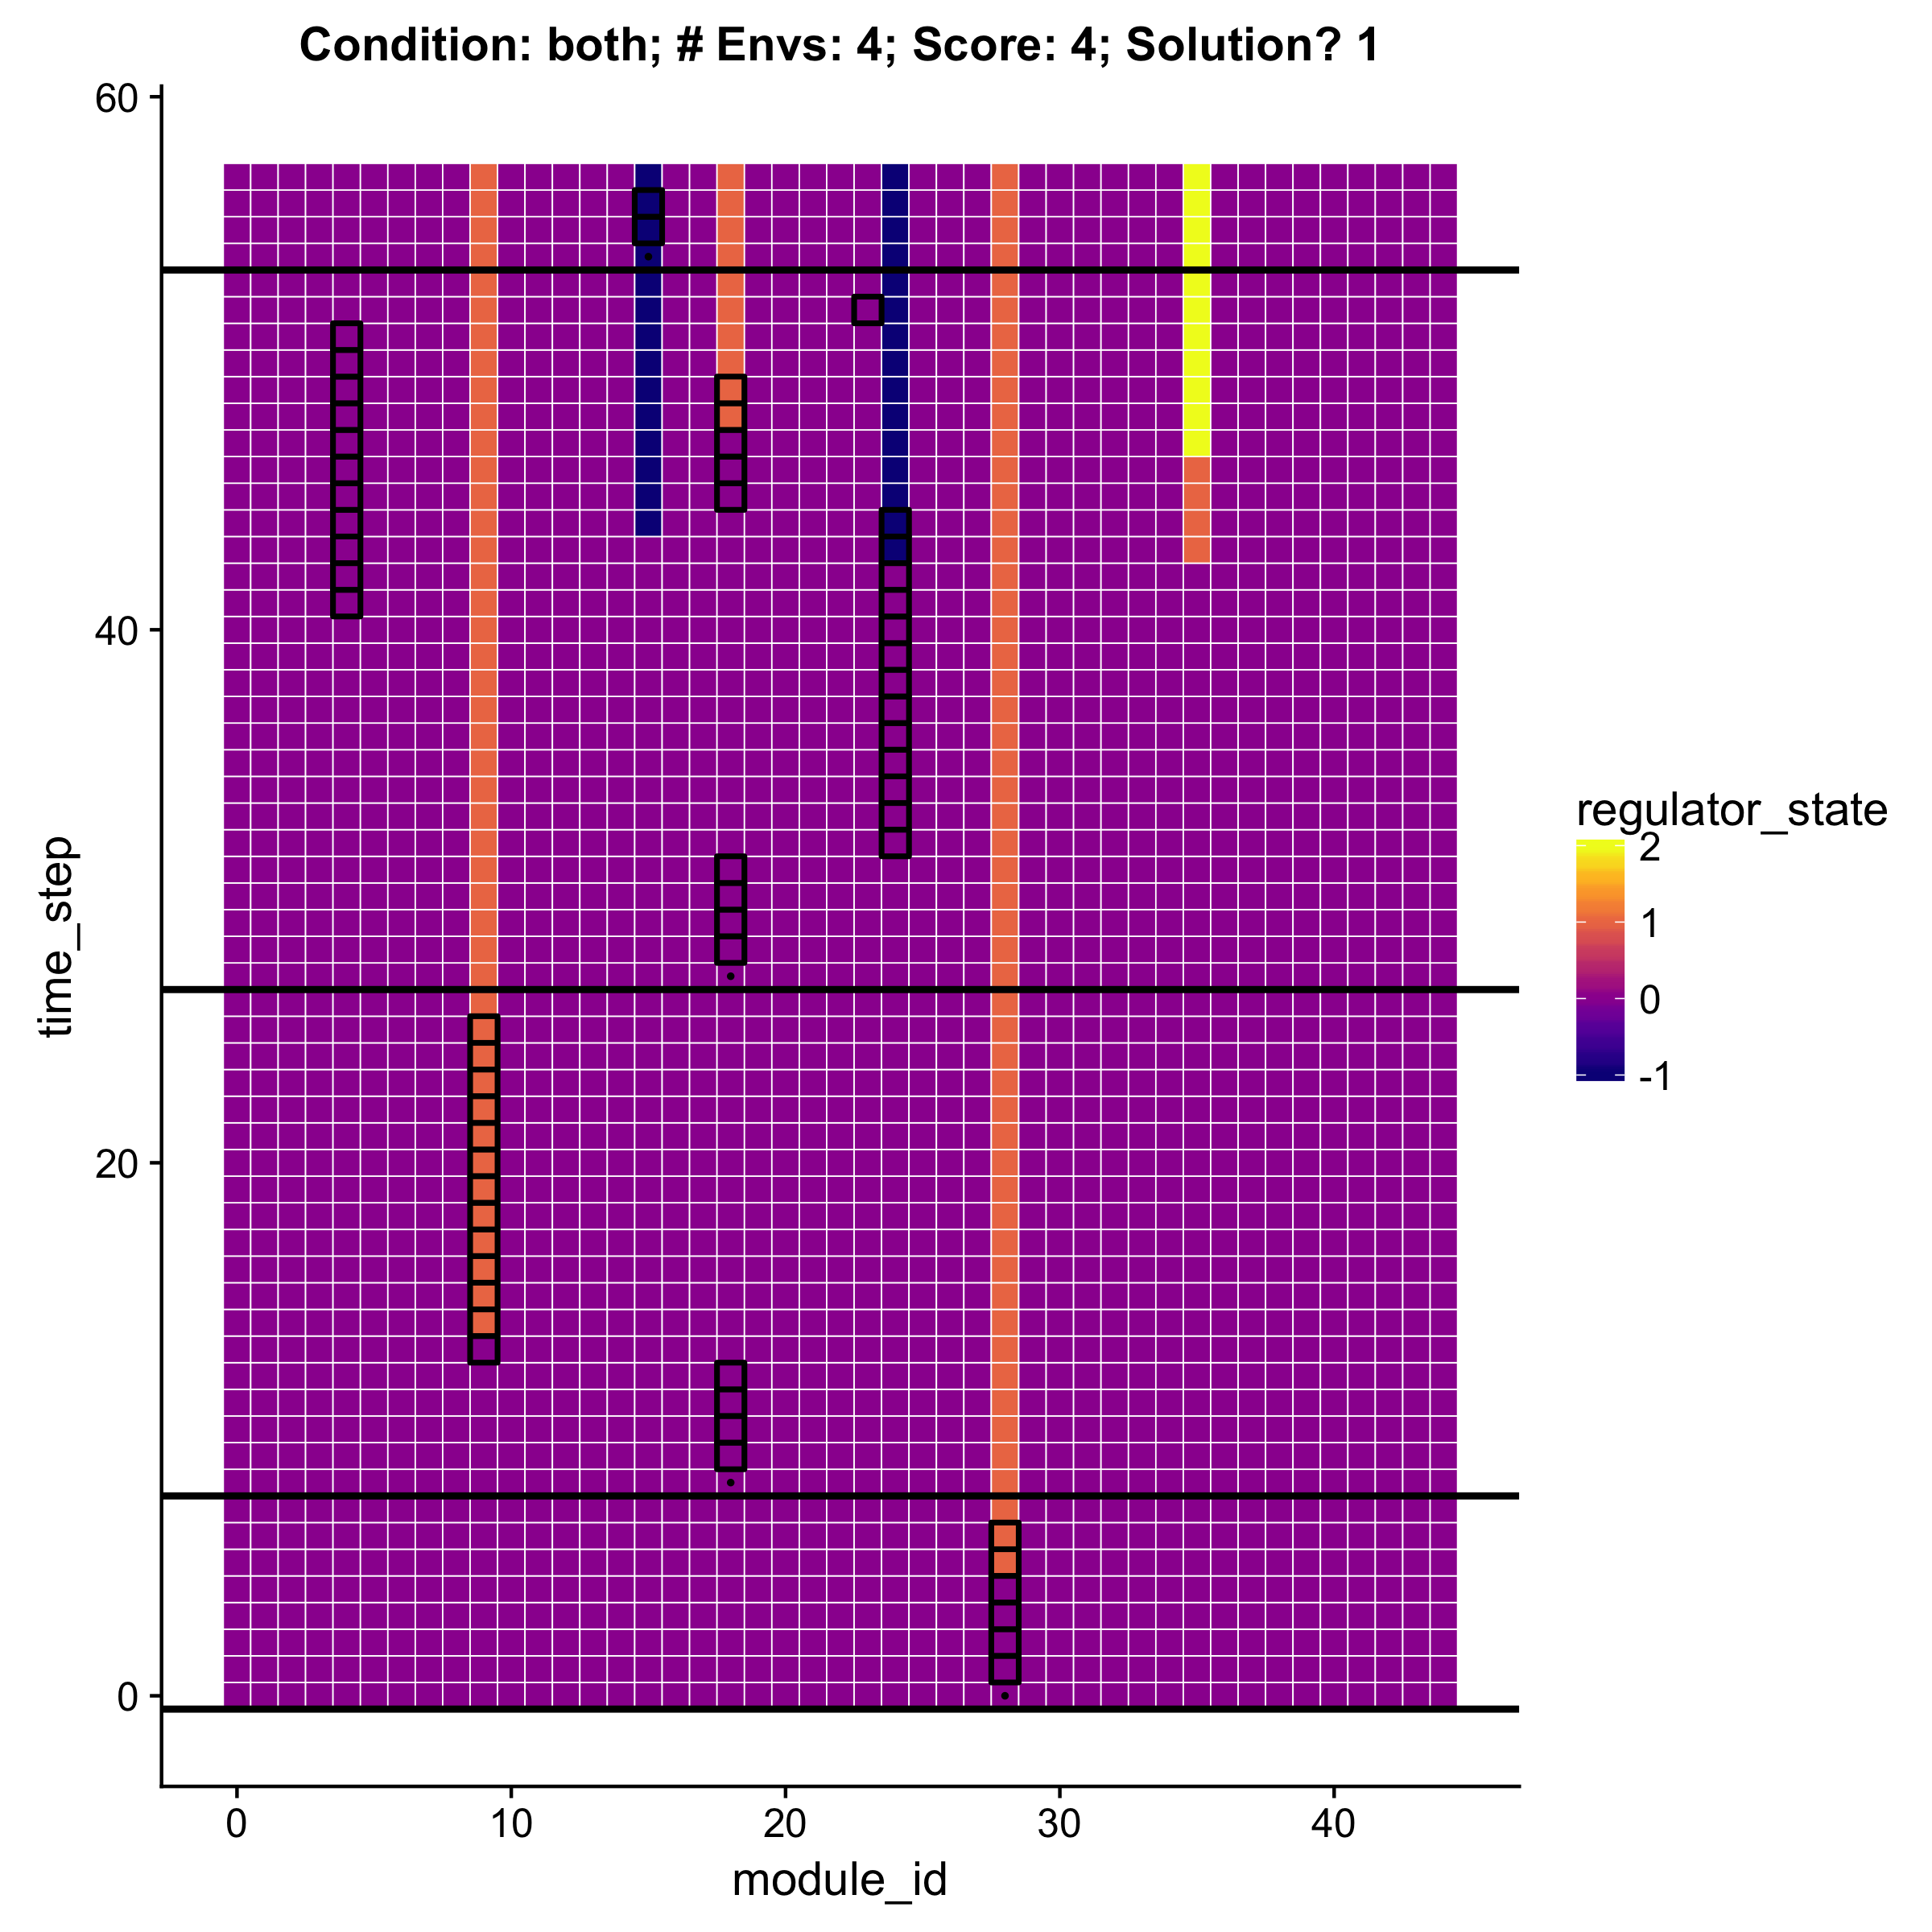 Condition: both; # Envs: 4; Score: 4; Solution? 1
60
40
20
0
time_step
0 10 20 30 40
module_id
regulator_state
2
1
0
-1